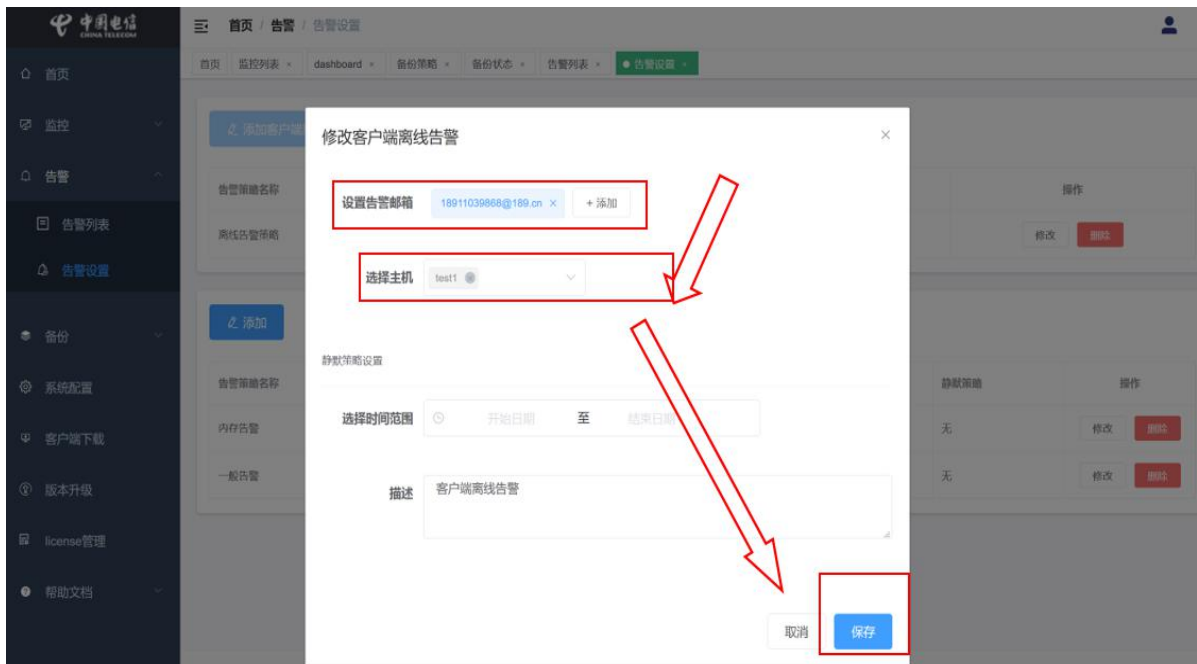 中国电信
CHINA TELECOM
首页 / 告警 / 告警设置
首页 监控列表 × dashboard × 备份策略 × 备份状态 × 告警列表 × 告警设置 ×
首页
监控
告警
告警列表
告警设置
备份
系统配置
客户端下载
版本升级
license管理
帮助文档
添加客户端
告警策略名称
操作
离线告警策略
修改 删除
添加
告警策略名称
静默策略
操作
内存告警
无
修改 删除
一般告警
无
修改 删除
修改客户端离线告警 ×
设置告警邮箱 18911039868@189.cn × + 添加
选择主机 test1
静默策略设置
选择时间范围 开始日期 至 结束日期
描述 客户端离线告警
取消 保存